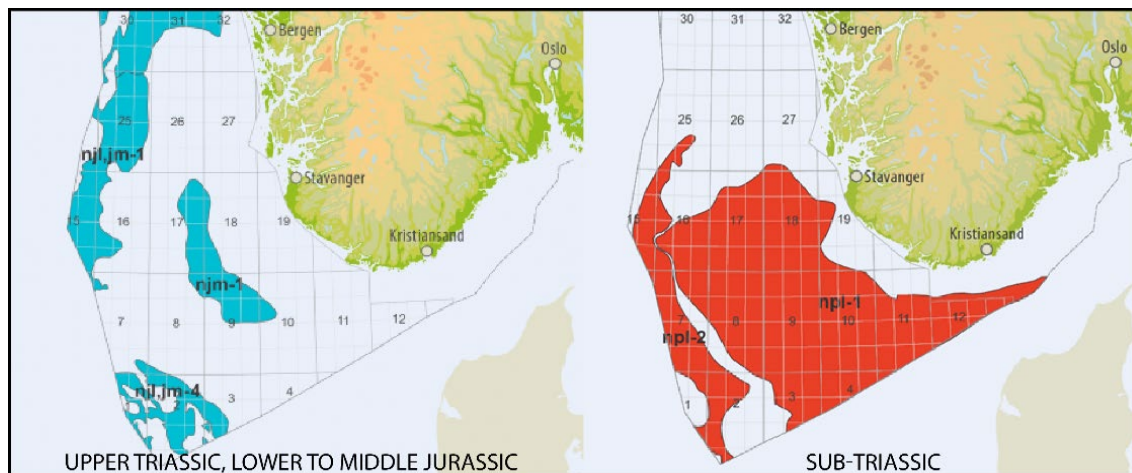 30 31 32
Bergen
Oslo
25 26 27
njl,jm-1
Stavanger
15 16 17 18 19
Kristiansand
njm-1
7 8 9 10 11 12
njl,jm-4
2 3 4
UPPER TRIASSIC, LOWER TO MIDDLE JURASSIC
30 31 32
Bergen
Oslo
25 26 27
Stavanger
15 16 17 18 19
Kristiansand
npl-1
7 8 10 11 12
npl-2
1 2 3 4
SUB-TRIASSIC